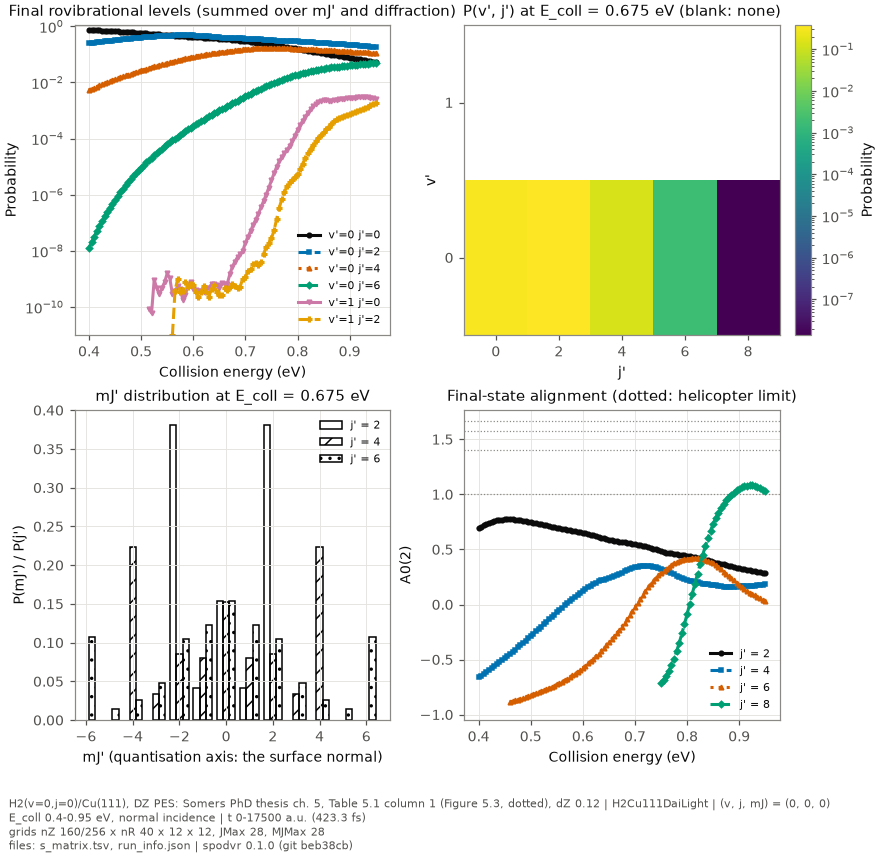 Final rovibrational levels (summed over mJ' and diffraction)
P(v', j') at E_coll = 0.675 eV (blank: none)
10⁰
10⁻²
10⁻⁴
10⁻⁶
10⁻⁸
10⁻¹⁰
Probability
v'=0 j'=0
v'=0 j'=2
v'=0 j'=4
v'=0 j'=6
v'=1 j'=0
v'=1 j'=2
0.4 0.5 0.6 0.7 0.8 0.9
Collision energy (eV)
1
0
v'
0 2 4 6 8
j'
10⁻¹
10⁻²
10⁻³
10⁻⁴
10⁻⁵
10⁻⁶
10⁻⁷
Probability
mJ' distribution at E_coll = 0.675 eV
0.40
0.35
0.30
0.25
0.20
0.15
0.10
0.05
0.00
P(mJ') / P(j')
j' = 2
j' = 4
j' = 6
−6 −4 −2 0 2 4 6
mJ' (quantisation axis: the surface normal)
Final-state alignment (dotted: helicopter limit)
1.5
1.0
0.5
0.0
−0.5
−1.0
A0(2)
j' = 2
j' = 4
j' = 6
j' = 8
0.4 0.5 0.6 0.7 0.8 0.9
Collision energy (eV)
H2(v=0,j=0)/Cu(111), DZ PES: Somers PhD thesis ch. 5, Table 5.1 column 1 (Figure 5.3, dotted), dZ 0.12 | H2Cu111DaiLight | (v, j, mJ) = (0, 0, 0)
E_coll 0.4-0.95 eV, normal incidence | t 0-17500 a.u. (423.3 fs)
grids nZ 160/256 x nR 40 x 12 x 12, JMax 28, MJMax 28
files: s_matrix.tsv, run_info.json | spodvr 0.1.0 (git beb38cb)